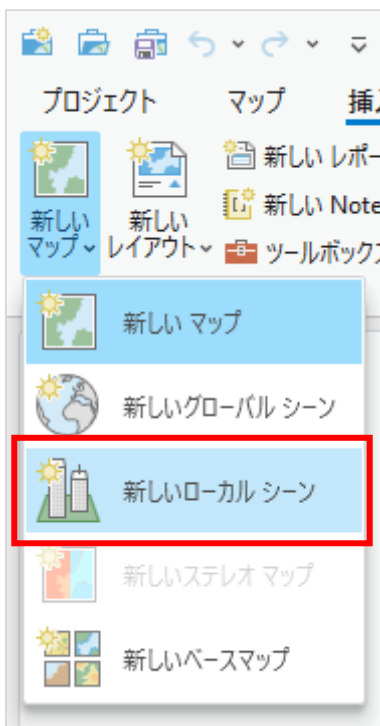 プロジェクト マップ 挿
新しい
マップ
新しい
レイアウト
新しい レポー
新しい Note
ツールボック
新しい マップ
新しいグローバル シーン
新しいローカル シーン
新しいステレオ マップ
新しいベースマップ